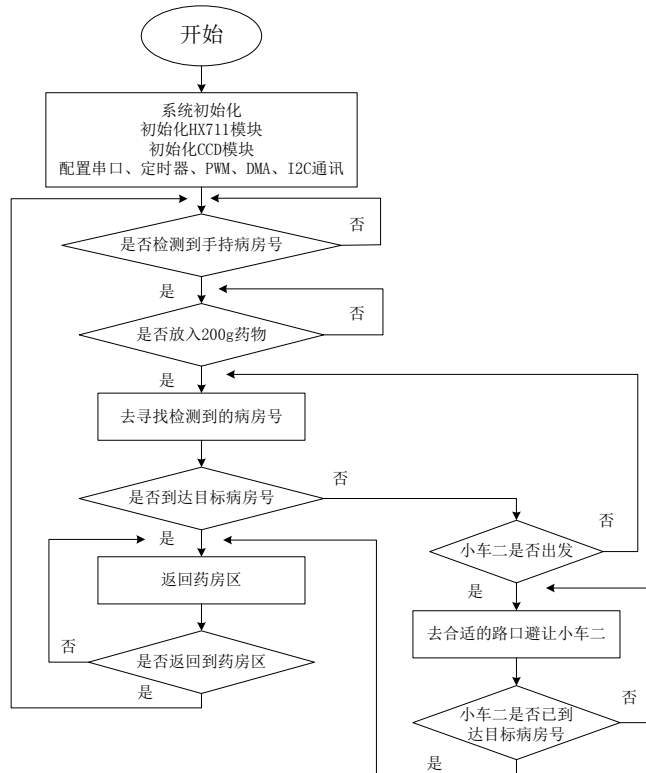 开始
系统初始化
初始化HX711模块
初始化CCD模块
配置串口、定时器、PWM、DMA、I2C通讯
否
是否检测到手持病房号
是
否
是否放入200g药物
是
去寻找检测到的病房号
否
是否到达目标病房号
否
是
小车二是否出发
返回药房区
是
去合适的路口避让小车二
否
是否返回到药房区
是
否
小车二是否已到
达目标病房号
是